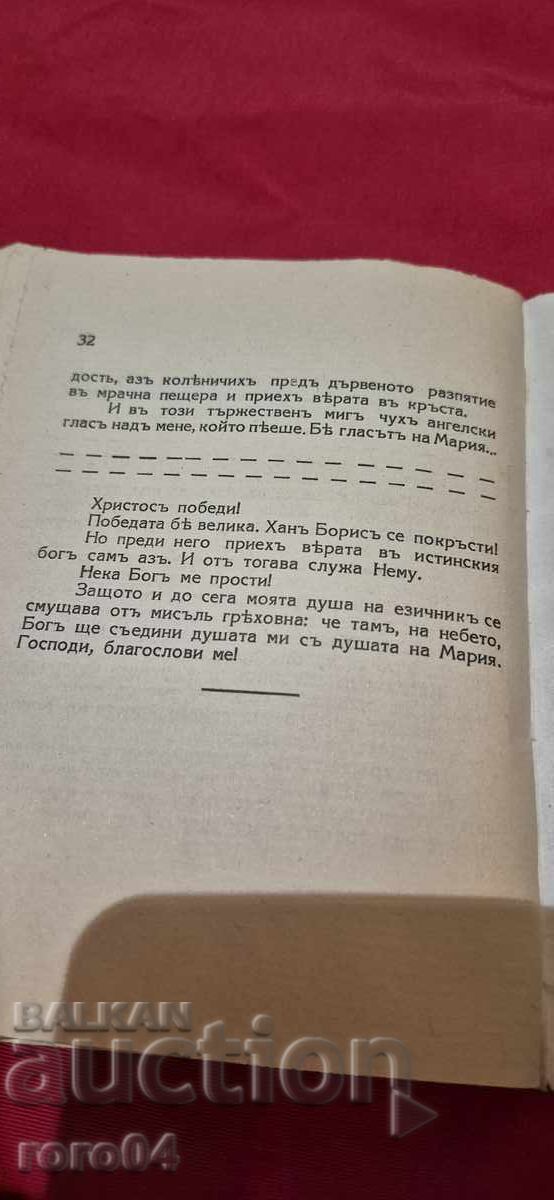 32
дость, азъ колѣничихъ предъ дървеното разпятие
въ мрачна пещера и приехъ вѣрата въ кръста.
И въ този тържественъ мигъ чухъ ангелски
гласъ надъ мене, който пѣеше. Бѣ гласътъ на Мария...
Христосъ победи!
Победата бѣ велика. Ханъ Борисъ се покръсти!
Но преди него приехъ вѣрата въ истинския
богъ самъ азъ. И отъ тогава служа Нему.
Нека Богъ ме прости!
Защото и до сега моята душа на езичникъ се
смущава отъ мисъль грѣховна: че тамъ, на небето,
Богъ ще съедини душата ми съ душата на Мария.
Господи, благослови ме!
BALKAN
auction
roro04